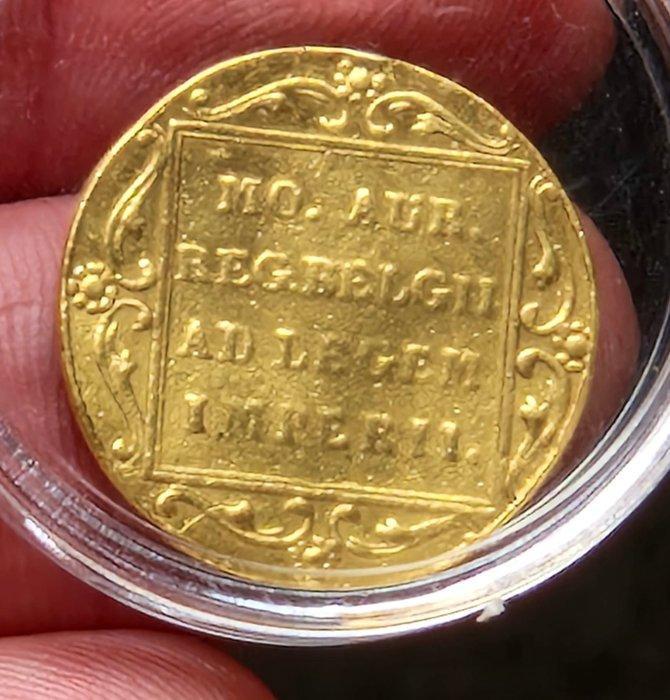 MO. AUR.
REG.BELGII
AD LEGEM
IMPERII.